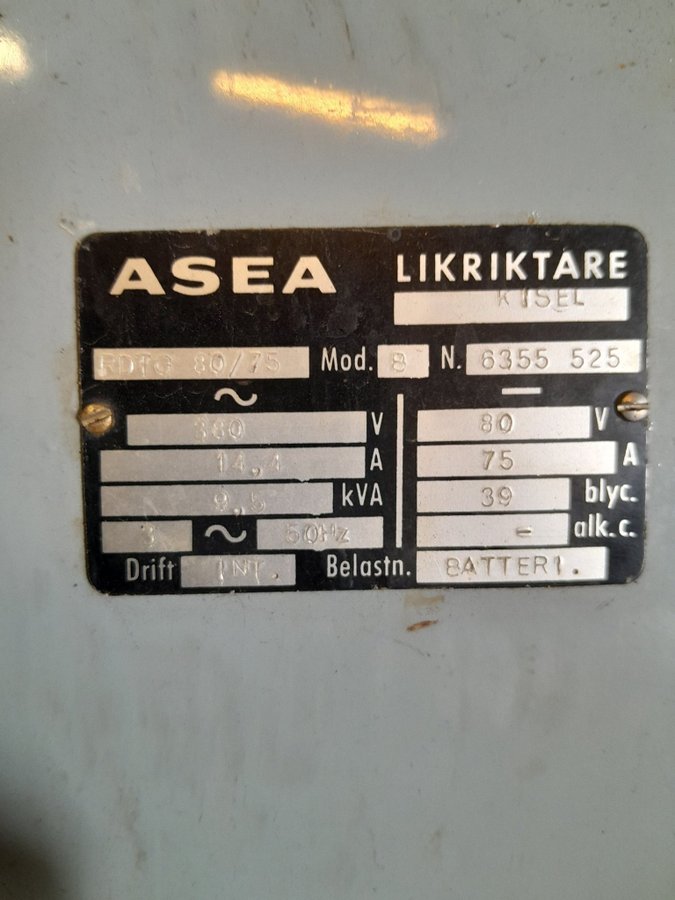 ASEA LIKRIKTARE
KISEL
RDTG 80/75 Mod. 8 N. 6355 525
~ —
380 V 80 V
14,4 A 75 A
9,5 kVA 39 blyc.
3 ~ 50Hz - alk.c.
Drift INT. Belastn. BATTERI.